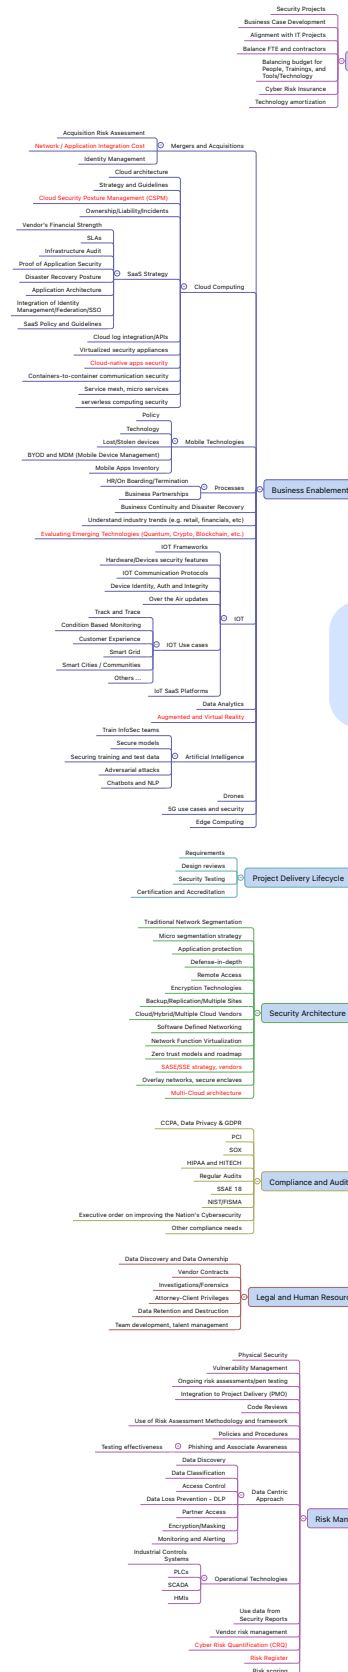 Security Projects
Business Case Development
Alignment with IT Projects
Balance FTE and contractors
Balancing budget for
People, Trainings, and
Tools/Technology
Cyber Risk Insurance
Technology amortization
Acquisition Risk Assessment
Network / Application Integration Cost
Identity Management
Mergers and Acquisitions
Cloud architecture
Strategy and Guidelines
Cloud Security Posture Management (CSPM)
Ownership/Liability/Incidents
Vendor's Financial Strength
SLAs
Infrastructure Audit
Proof of Application Security
Disaster Recovery Posture
Application Architecture
Integration of Identity
Management/Federation/SSO
SaaS Policy and Guidelines
SaaS Strategy
Cloud Computing
Cloud log integration/APIs
Virtualized security appliances
Cloud-native apps security
Containers-to-container communication security
Service mesh, micro services
serverless computing security
Policy
Technology
Lost/Stolen devices
BYOD and MDM (Mobile Device Management)
Mobile Apps Inventory
Mobile Technologies
HR/On Boarding/Termination
Business Partnerships
Processes
Business Enablement
Business Continuity and Disaster Recovery
Understand industry trends (e.g. retail, financials, etc)
Evaluating Emerging Technologies (Quantum, Crypto, Blockchain, etc.)
IOT Frameworks
Hardware/Devices security features
IOT Communication Protocols
Device Identity, Auth and Integrity
Over the Air updates
IOT
Track and Trace
Condition Based Monitoring
Customer Experience
Smart Grid
Smart Cities / Communities
Others ...
IOT Use cases
IoT SaaS Platforms
Data Analytics
Augmented and Virtual Reality
Train InfoSec teams
Secure models
Securing training and test data
Adversarial attacks
Chatbots and NLP
Artificial Intelligence
Drones
5G use cases and security
Edge Computing
Requirements
Design reviews
Security Testing
Certification and Accreditation
Project Delivery Lifecycle
Traditional Network Segmentation
Micro segmentation strategy
Application protection
Defense-in-depth
Remote Access
Encryption Technologies
Backup/Replication/Multiple Sites
Cloud/Hybrid/Multiple Cloud Vendors
Security Architecture
Software Defined Networking
Network Function Virtualization
Zero trust models and roadmap
SASE/SSE strategy, vendors
Overlay networks, secure enclaves
Multi-Cloud architecture
CCPA, Data Privacy & GDPR
PCI
SOX
HIPAA and HITECH
Regular Audits
Compliance and Audit
SSAE 18
NIST/FISMA
Executive order on improving the Nation's Cybersecurity
Other compliance needs
Data Discovery and Data Ownership
Vendor Contracts
Investigations/Forensics
Attorney-Client Privileges
Legal and Human Resour
Data Retention and Destruction
Team development, talent management
Physical Security
Vulnerability Management
Ongoing risk assessments/pen testing
Integration to Project Delivery (PMO)
Code Reviews
Use of Risk Assessment Methodology and framework
Policies and Procedures
Testing effectiveness
Phishing and Associate Awareness
Data Discovery
Data Classification
Access Control
Data Loss Prevention - DLP
Partner Access
Encryption/Masking
Monitoring and Alerting
Data Centric
Approach
Risk Man
Industrial Controls
Systems
PLCs
SCADA
HMIs
Operational Technologies
Use data from
Security Reports
Vendor risk management
Cyber Risk Quantification (CRQ)
Risk Register
Risk scoring